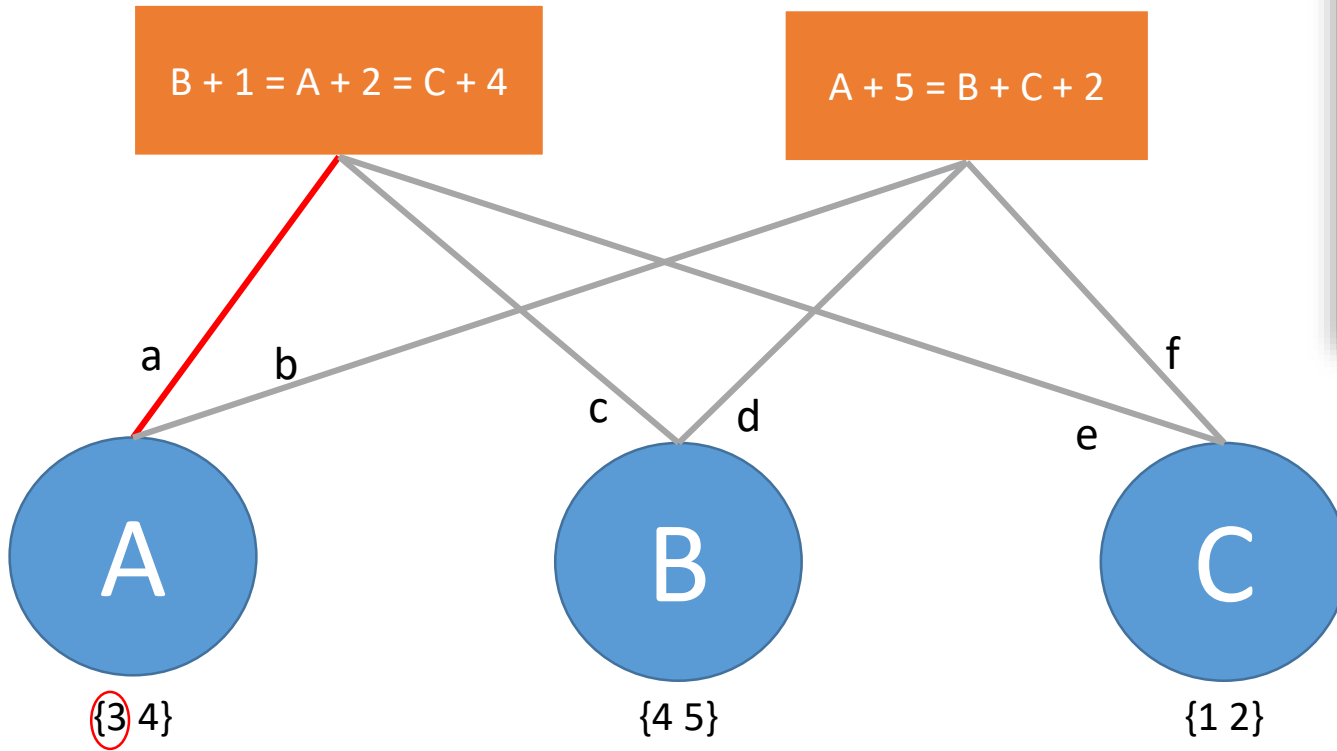 B + 1 = A + 2 = C + 4
A + 5 = B + C + 2
a
b
c
d
e
f
A
B
C
{3 4}
{4 5}
{1 2}